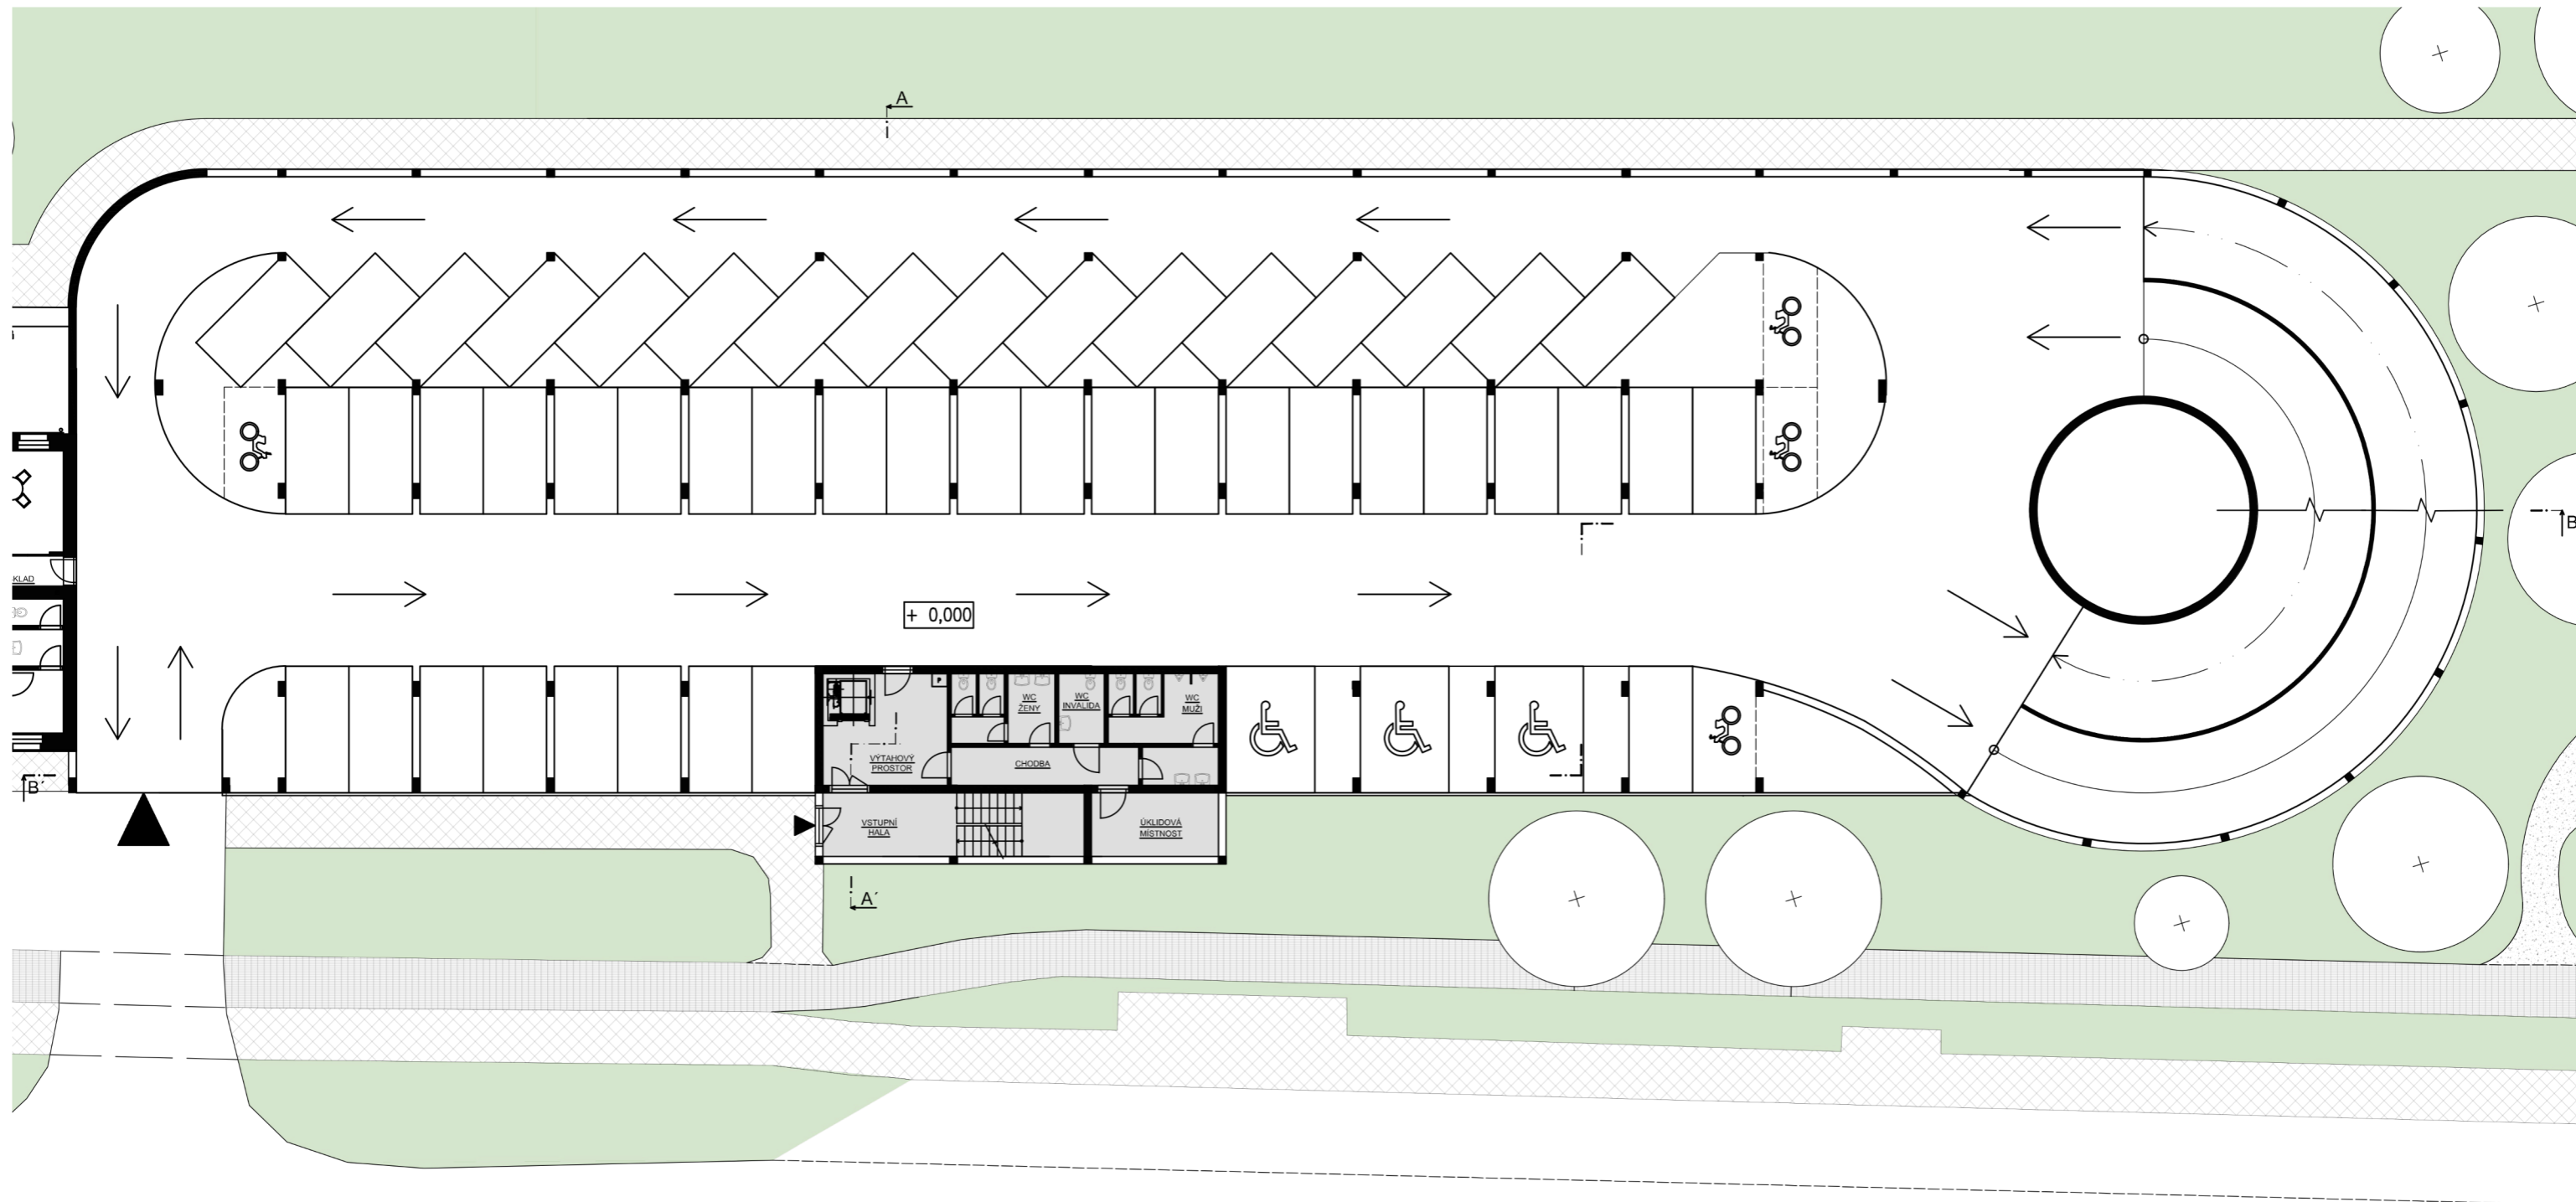 A
KLAD
+ 0,000
P
WC
ŽENY
WC
INVALIDA
WC
MUŽI
VÝTAHOVÝ
PROSTOR
CHODBA
VSTUPNÍ
HALA
ÚKLIDOVÁ
MÍSTNOST
B´
B
A´